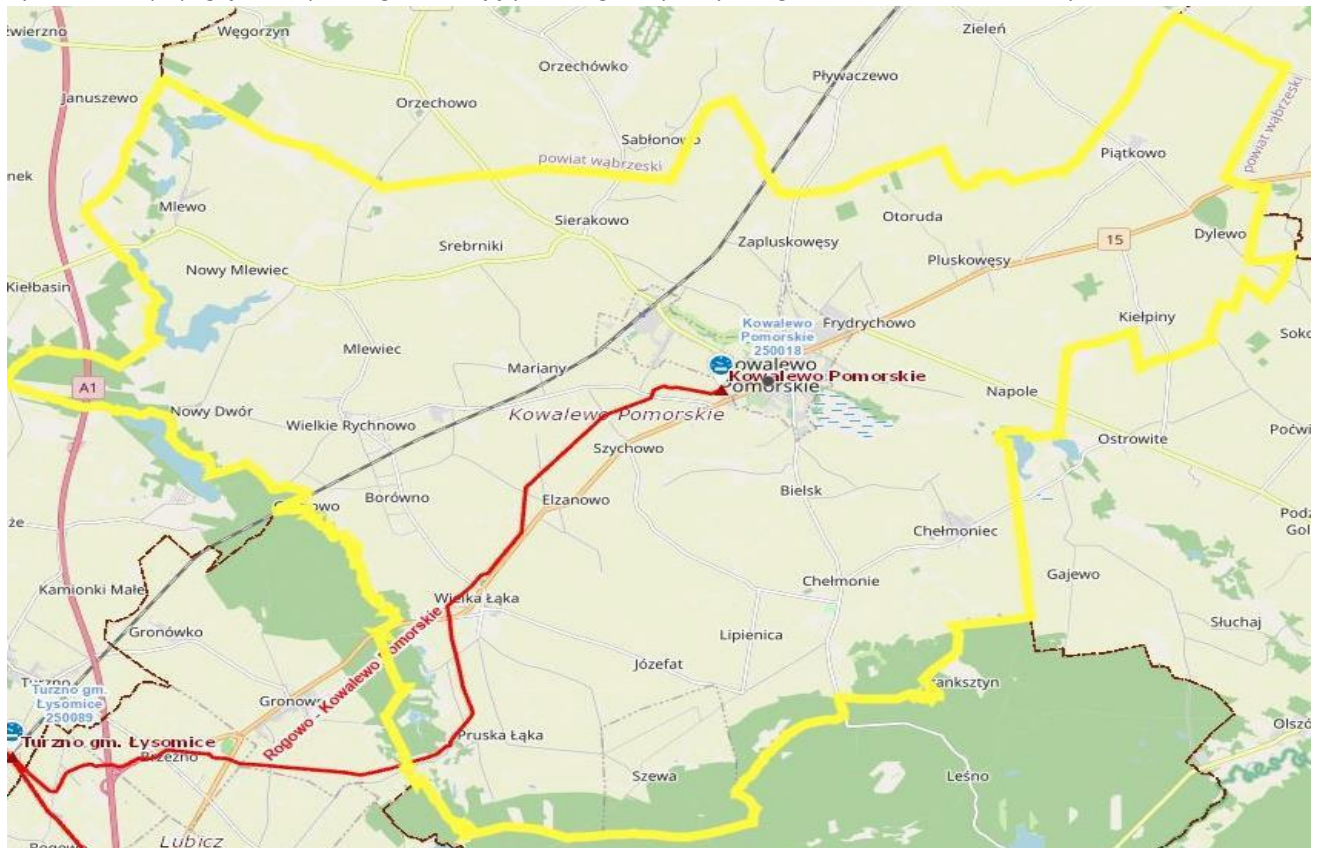 Zieleń
Węgorzyn
Orzechówko
Pływaczewo
Januszewo
Orzechowo
Sabłonowo
powiat wąbrzeski
powiat wąbrzeski
Piątkowo
nek
Mlewo
Sierakowo
Otoruda
Srebrniki
Zapluskowęsy
15
Dylewo
Pluskowęsy
Nowy Mlewiec
Kiełbasin
Kiełpiny
Kowalewo
Pomorskie
250018
Frydrychowo
Soko
Mlewiec
Mariany
Kowalewo Pomorskie
Pomorskie
A1
Napole
Nowy Dwór
Kowalewo Pomorskie
Wielkie Rychnowo
Ostrowite
Poćwi
Szychowo
Borówno
Elzanowo
Bielsk
Chełmoniec
Podz
Gol
że
Kamionki Małe
Chełmonie
Gajewo
Wielka Łąka
Gronówko
Lipienica
Słuchaj
Rogowo - Kowalewo Pomorskie
Józefat
Turzno gm.
Łysomice
250089
Gronowo
Olszó
Turzno gm. Łysomice
Pruska Łąka
Brzeźno
Szewa
Leśno
Lubicz